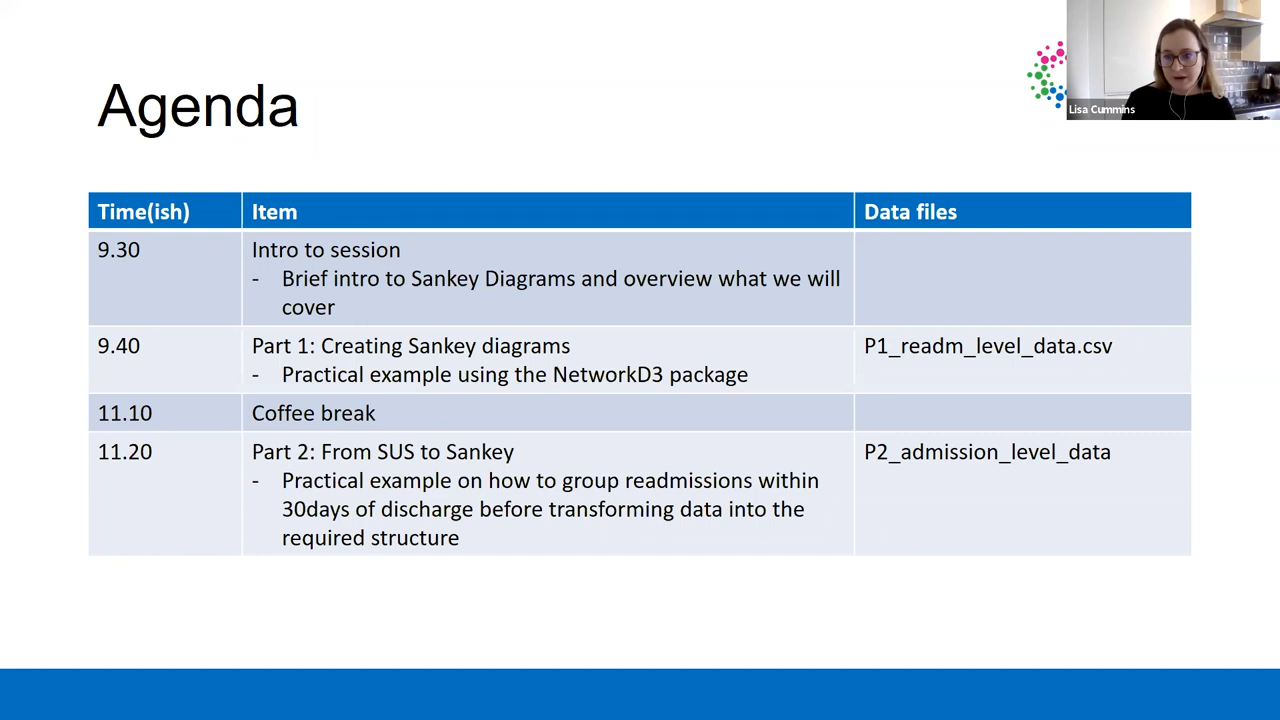 Agenda
Lisa Cummins
Time(ish) Item Data files
9.30 Intro to session
- Brief intro to Sankey Diagrams and overview what we will
cover
9.40 Part 1: Creating Sankey diagrams P1_readm_level_data.csv
- Practical example using the NetworkD3 package
11.10 Coffee break
11.20 Part 2: From SUS to Sankey P2_admission_level_data
- Practical example on how to group readmissions within
30days of discharge before transforming data into the
required structure